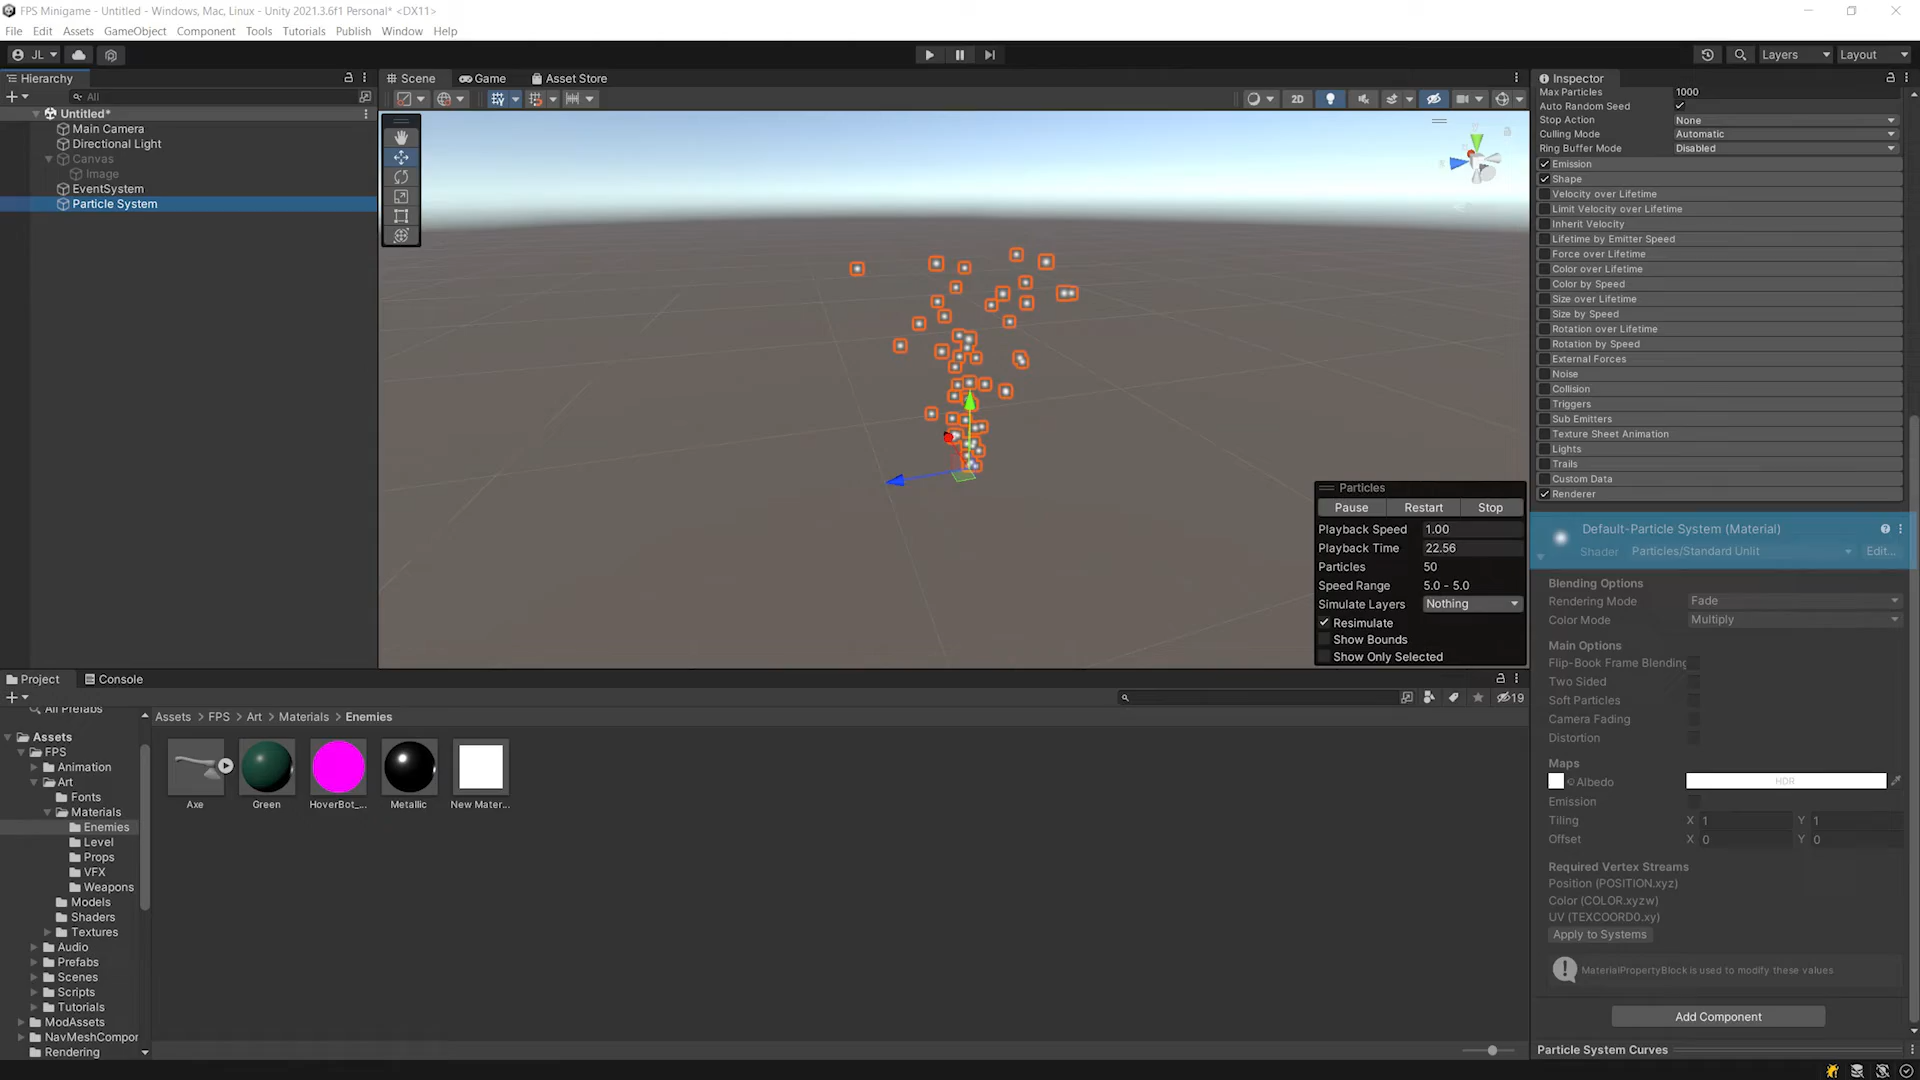 FPS Minigame - Untitled - Windows, Mac, Linux - Unity 2021.3.6f1 Personal* <DX11>
File Edit Assets GameObject Component Tools Tutorials Publish Window Help
JL
Layers
Layout
Hierarchy
All
Untitled*
Main Camera
Directional Light
Canvas
Image
EventSystem
Particle System
Scene
Game
Asset Store
2D
Particles
Pause Restart Stop
Playback Speed 1.00
Playback Time 22.56
Particles 50
Speed Range 5.0 - 5.0
Simulate Layers Nothing
Resimulate
Show Bounds
Show Only Selected
Inspector
Max Particles 1000
Auto Random Seed
Stop Action None
Culling Mode Automatic
Ring Buffer Mode Disabled
Emission
Shape
Velocity over Lifetime
Limit Velocity over Lifetime
Inherit Velocity
Lifetime by Emitter Speed
Force over Lifetime
Color over Lifetime
Color by Speed
Size over Lifetime
Size by Speed
Rotation over Lifetime
Rotation by Speed
External Forces
Noise
Collision
Triggers
Sub Emitters
Texture Sheet Animation
Lights
Trails
Custom Data
Renderer
Default-Particle System (Material)
Shader Particles/Standard Unlit Edit...
Blending Options
Rendering Mode Fade
Color Mode Multiply
Main Options
Flip-Book Frame Blending
Two Sided
Soft Particles
Camera Fading
Distortion
Maps
Albedo HDR
Emission
Tiling X 1 Y 1
Offset X 0 Y 0
Required Vertex Streams
Position (POSITION.xyz)
Color (COLOR.xyzw)
UV (TEXCOORD0.xy)
Apply to Systems
MaterialPropertyBlock is used to modify these values
Add Component
Particle System Curves
Project
Console
19
All Prefabs
Assets
FPS
Animation
Art
Fonts
Materials
Enemies
Level
Props
VFX
Weapons
Models
Shaders
Textures
Audio
Prefabs
Scenes
Scripts
Tutorials
ModAssets
NavMeshCompor
Rendering
Assets > FPS > Art > Materials > Enemies
Axe Green HoverBot_... Metallic New Mater...